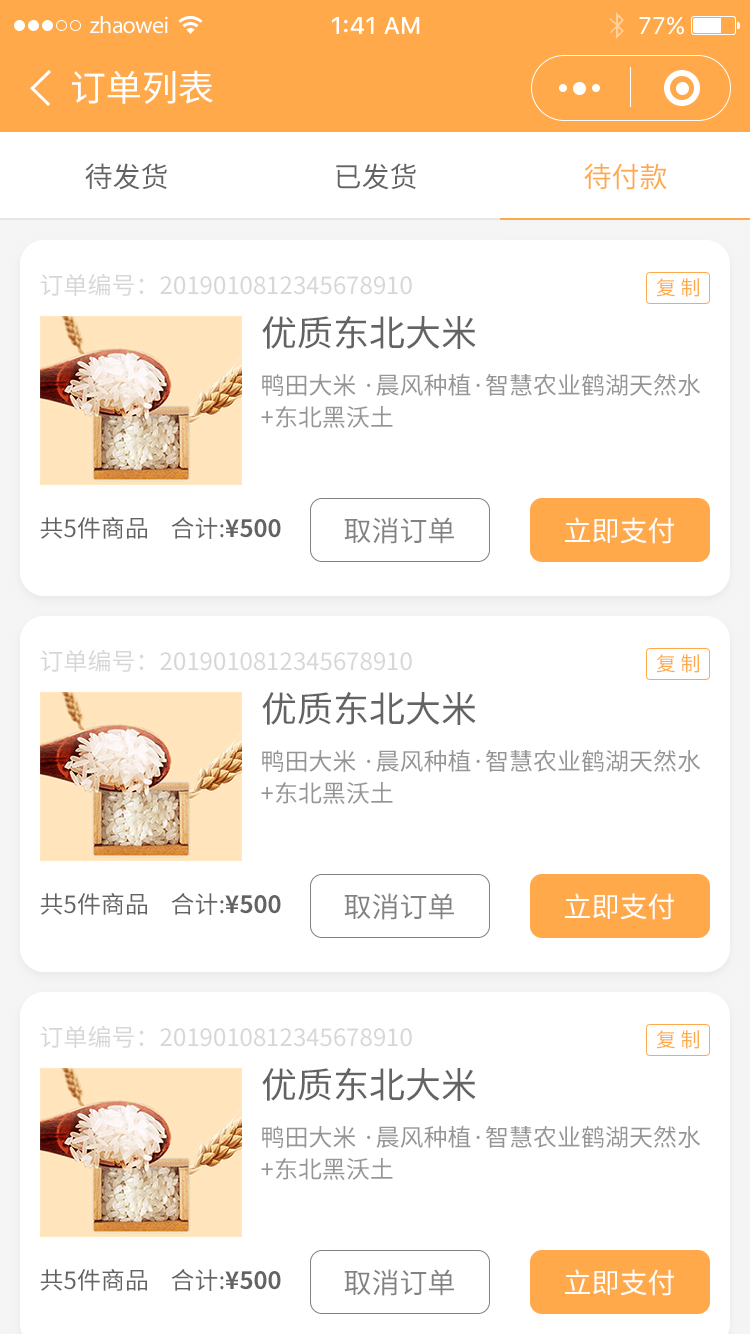 zhaowei 1:41 AM 77%
订单列表
待发货 已发货 待付款
订单编号：2019010812345678910 复制
优质东北大米
鸭田大米 ·晨风种植·智慧农业鹤湖天然水
+东北黑沃土
共5件商品 合计:¥500 取消订单 立即支付
订单编号：2019010812345678910 复制
优质东北大米
鸭田大米 ·晨风种植·智慧农业鹤湖天然水
+东北黑沃土
共5件商品 合计:¥500 取消订单 立即支付
订单编号：2019010812345678910 复制
优质东北大米
鸭田大米 ·晨风种植·智慧农业鹤湖天然水
+东北黑沃土
共5件商品 合计:¥500 取消订单 立即支付